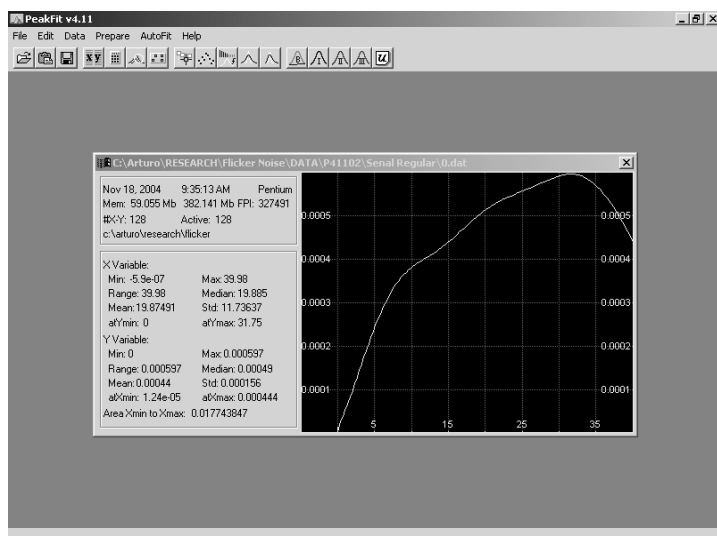 PeakFit v4.11
File Edit Data Prepare AutoFit Help
C:\Arturo\RESEARCH\Flicker Noise\DATA\P41102\Senal Regular\0.dat
Nov 18, 2004 9:35:13 AM Pentium
Mem: 59.055 Mb 382.141 Mb FPI: 327491
#X-Y: 128 Active: 128
c:\arturo\research\flicker
X Variable:
Min: -5.9e-07 Max: 39.98
Range: 39.98 Median: 19.885
Mean: 19.87491 Std: 11.73637
atYmin: 0 atYmax: 31.75
Y Variable:
Min: 0 Max: 0.000597
Range: 0.000597 Median: 0.00049
Mean: 0.00044 Std: 0.000156
atXmin: 1.24e-05 atXmax: 0.000444
Area Xmin to Xmax: 0.017743847
0.0005 0.0005
0.0004 0.0004
0.0003 0.0003
0.0002 0.0002
0.0001 0.0001
5 15 25 35